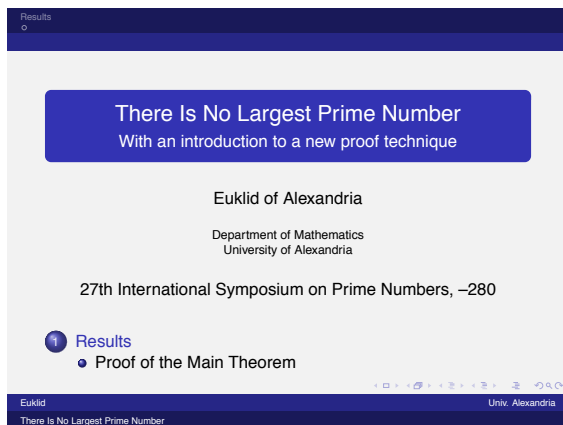 Results
There Is No Largest Prime Number
With an introduction to a new proof technique
Euklid of Alexandria
Department of Mathematics
University of Alexandria
27th International Symposium on Prime Numbers, –280
1 Results
Proof of the Main Theorem
Euklid Univ. Alexandria
There Is No Largest Prime Number